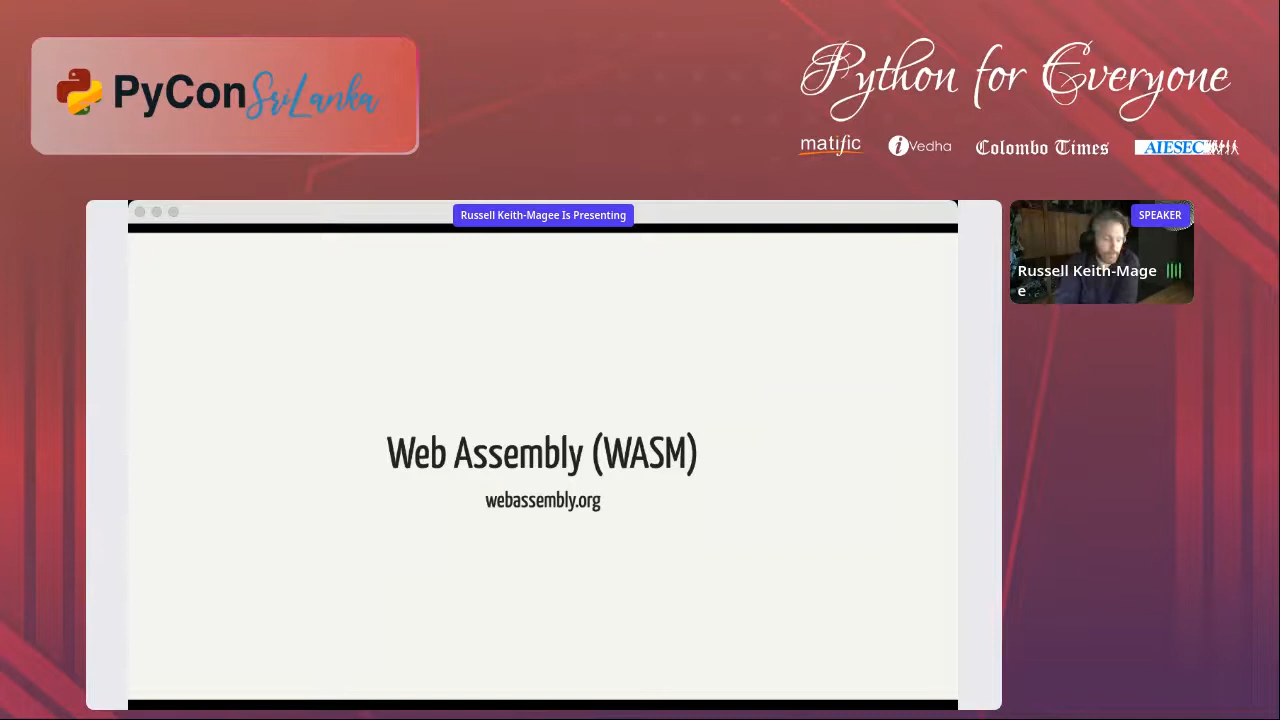 PyCon SriLanka
Python for Everyone
matific
iVedha
Colombo Times
AIESEC
Russell Keith-Magee Is Presenting
SPEAKER
Russell Keith-Mage
e
Web Assembly (WASM)
webassembly.org